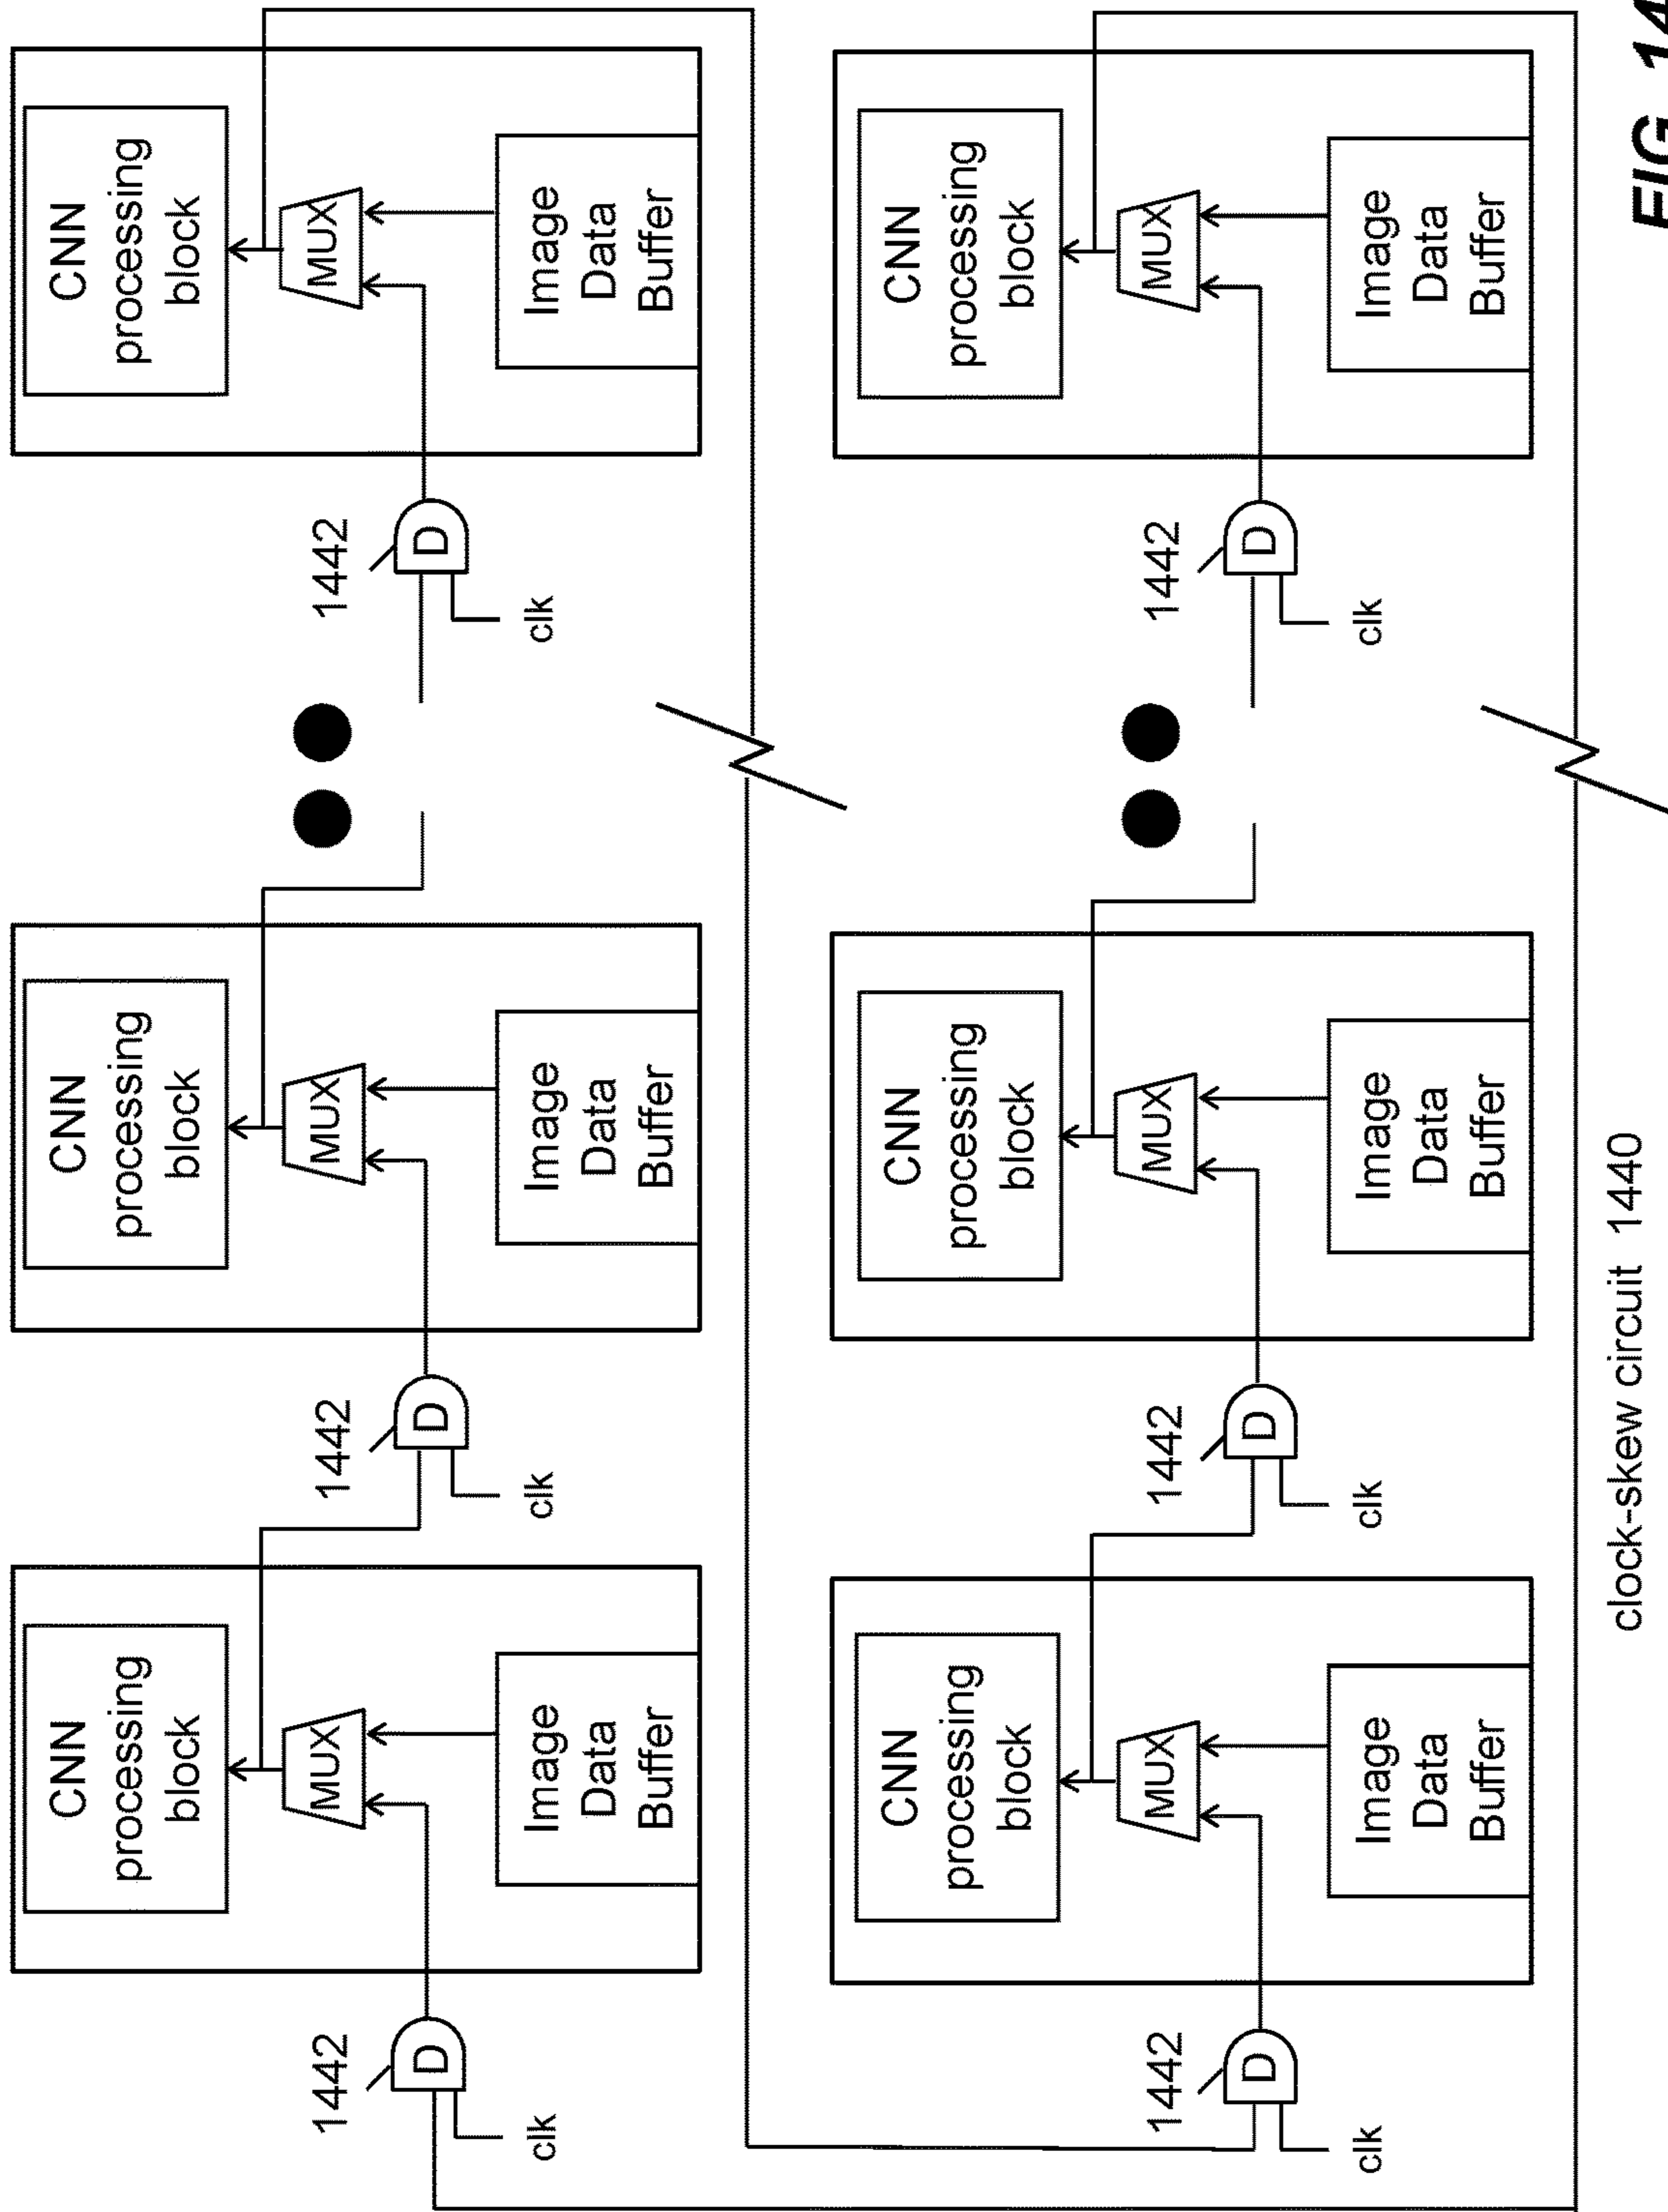 1442
D
clk
CNN
processing
block
MUX
Image
Data
Buffer
1442
D
clk
CNN
processing
block
MUX
Image
Data
Buffer
1442
D
clk
CNN
processing
block
MUX
Image
Data
Buffer
1442
D
clk
CNN
processing
block
MUX
Image
Data
Buffer
1442
D
clk
CNN
processing
block
MUX
Image
Data
Buffer
1442
D
clk
CNN
processing
block
MUX
Image
Data
Buffer
clock-skew circuit 1440
FIG 14